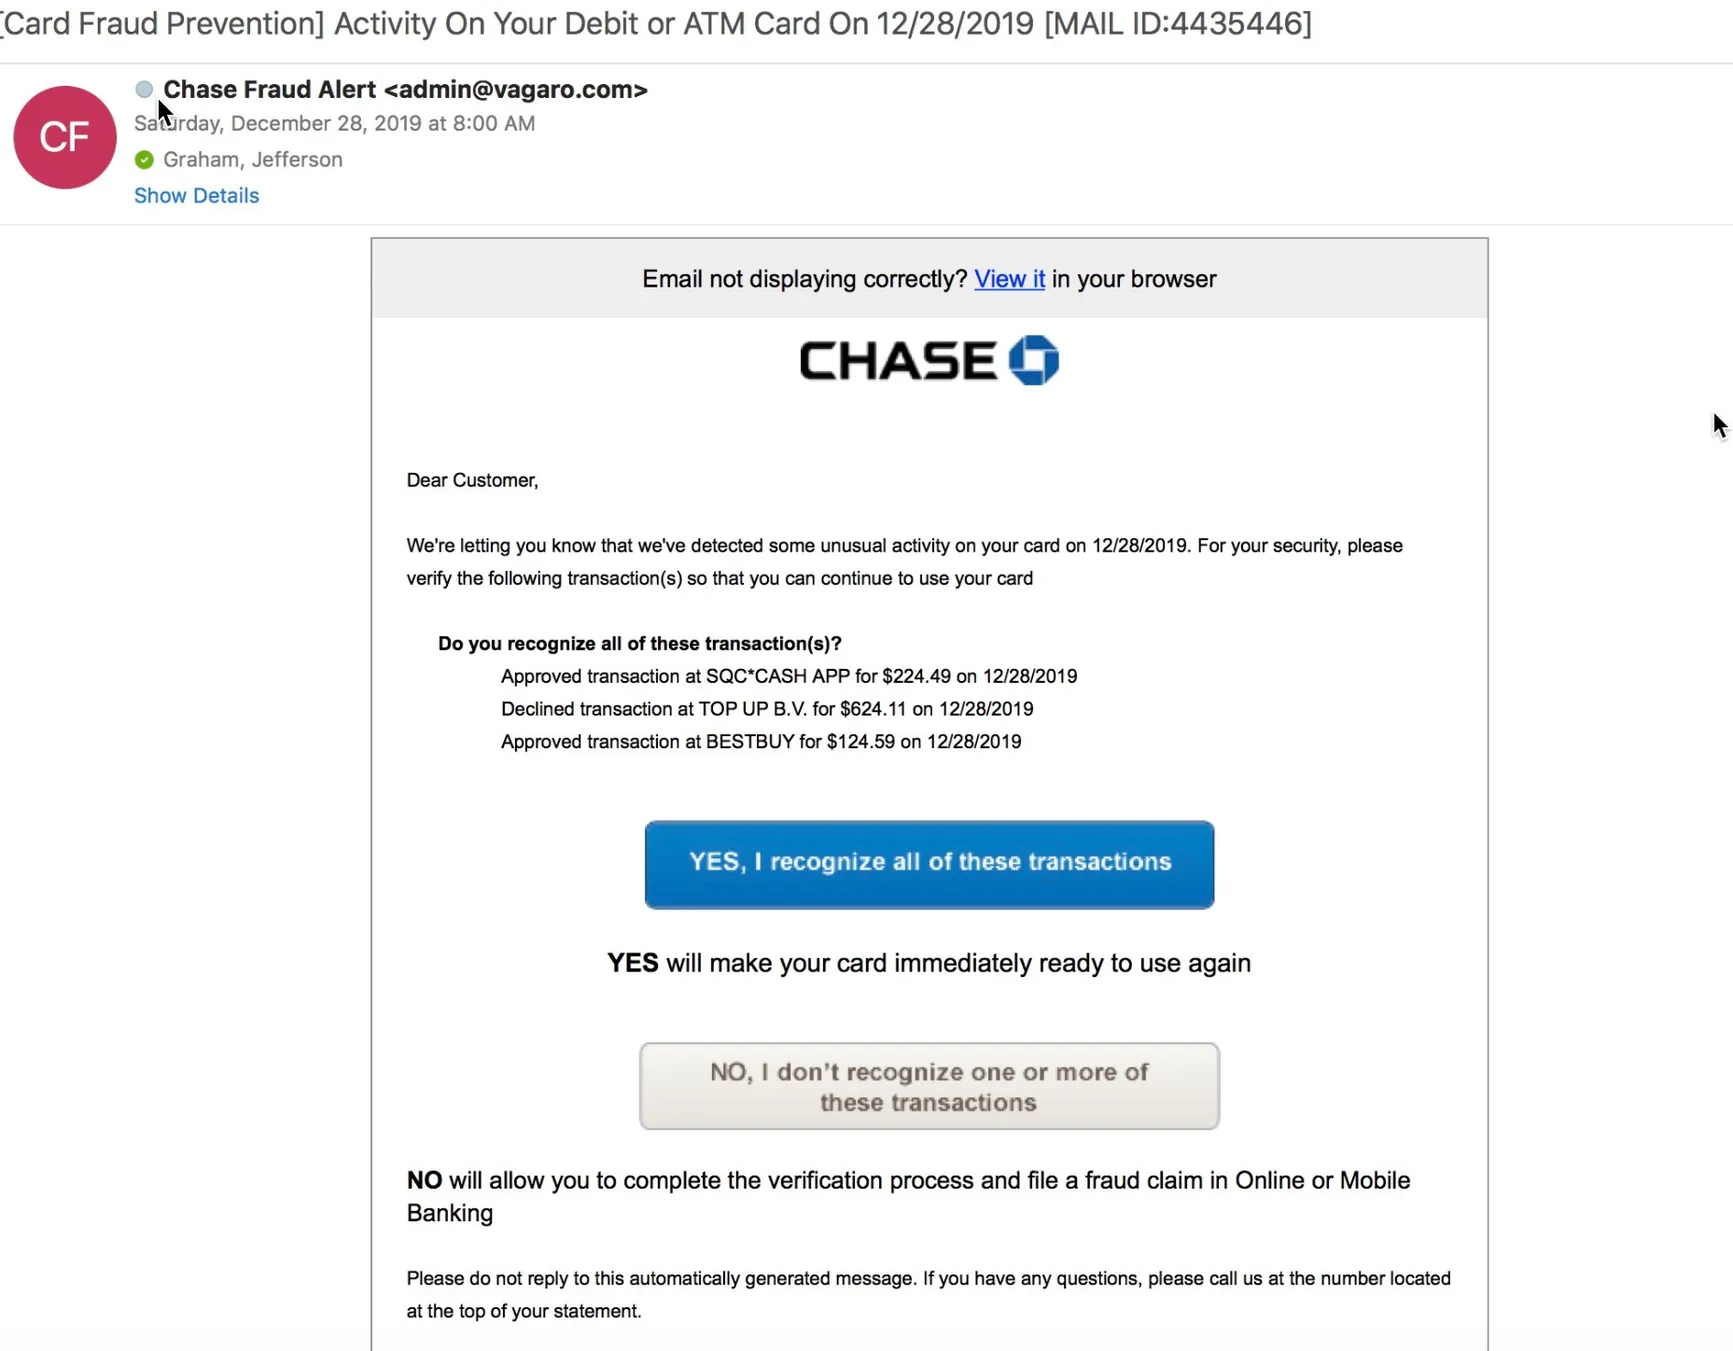 [Card Fraud Prevention] Activity On Your Debit or ATM Card On 12/28/2019 [MAIL ID:4435446]
Chase Fraud Alert <admin@vagaro.com>
CF
Saturday, December 28, 2019 at 8:00 AM
Graham, Jefferson
Show Details
Email not displaying correctly? View it in your browser
CHASE
Dear Customer,
We're letting you know that we've detected some unusual activity on your card on 12/28/2019. For your security, please
verify the following transaction(s) so that you can continue to use your card
Do you recognize all of these transaction(s)?
Approved transaction at SQC*CASH APP for $224.49 on 12/28/2019
Declined transaction at TOP UP B.V. for $624.11 on 12/28/2019
Approved transaction at BESTBUY for $124.59 on 12/28/2019
YES, I recognize all of these transactions
YES will make your card immediately ready to use again
NO, I don't recognize one or more of
these transactions
NO will allow you to complete the verification process and file a fraud claim in Online or Mobile
Banking
Please do not reply to this automatically generated message. If you have any questions, please call us at the number located
at the top of your statement.